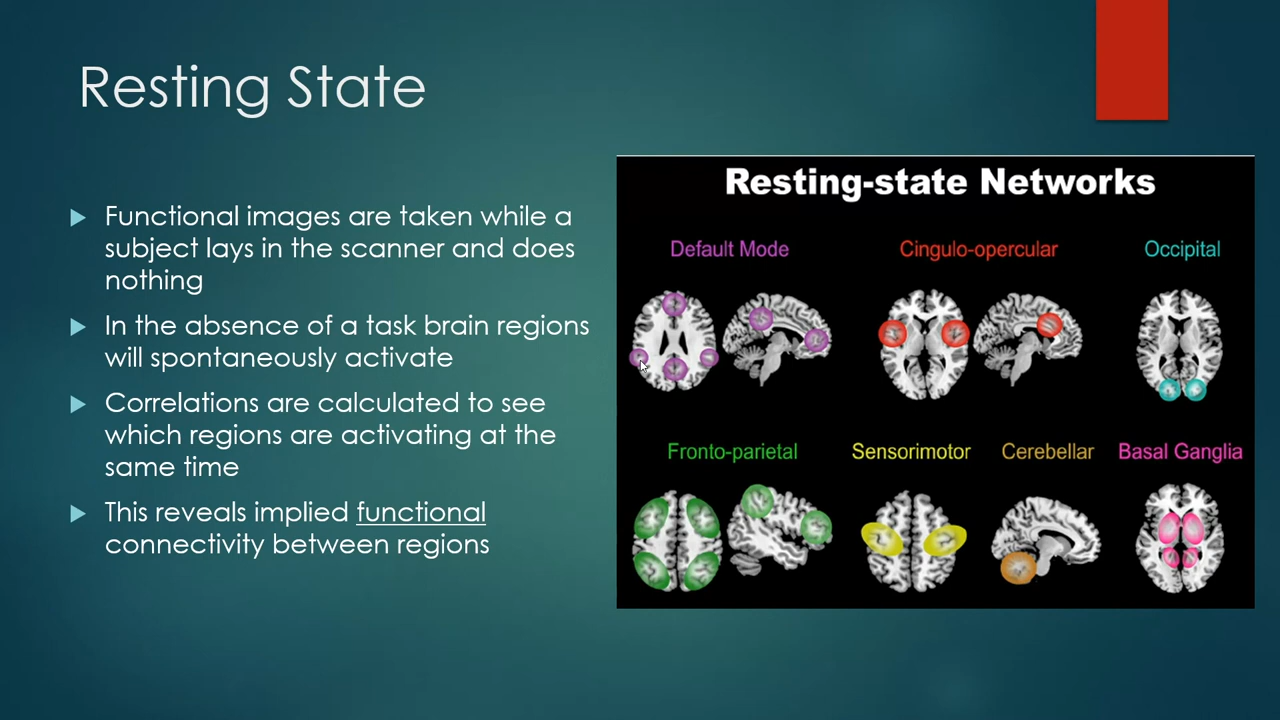 Resting State
Functional images are taken while a
subject lays in the scanner and does
nothing
In the absence of a task brain regions
will spontaneously activate
Correlations are calculated to see
which regions are activating at the
same time
This reveals implied functional
connectivity between regions
Resting-state Networks
Default Mode
Cingulo-opercular
Occipital
Fronto-parietal
Sensorimotor
Cerebellar
Basal Ganglia